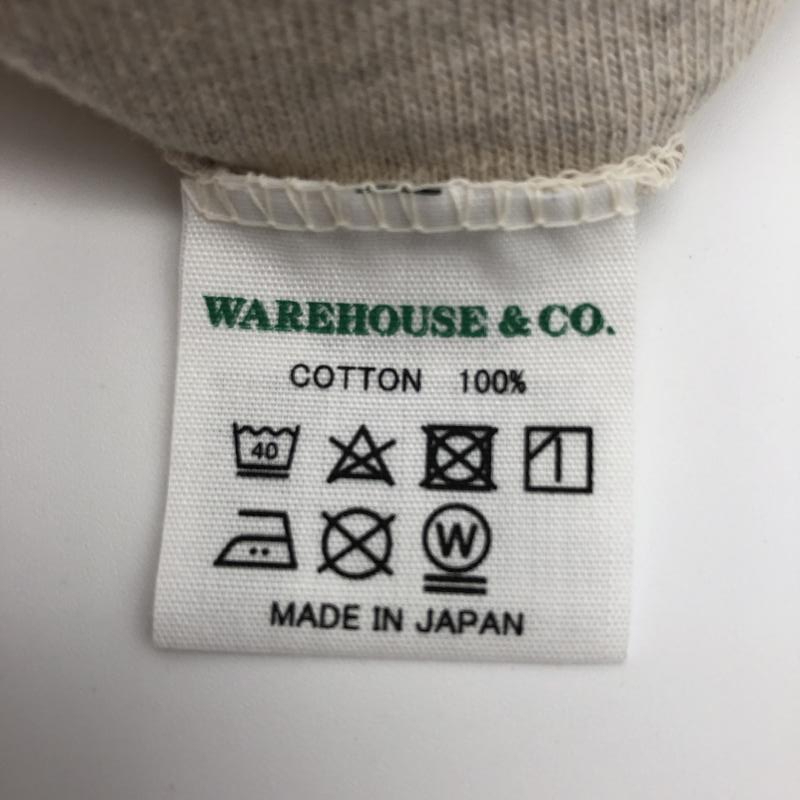 WAREHOUSE & CO.
COTTON 100%
40
W
MADE IN JAPAN